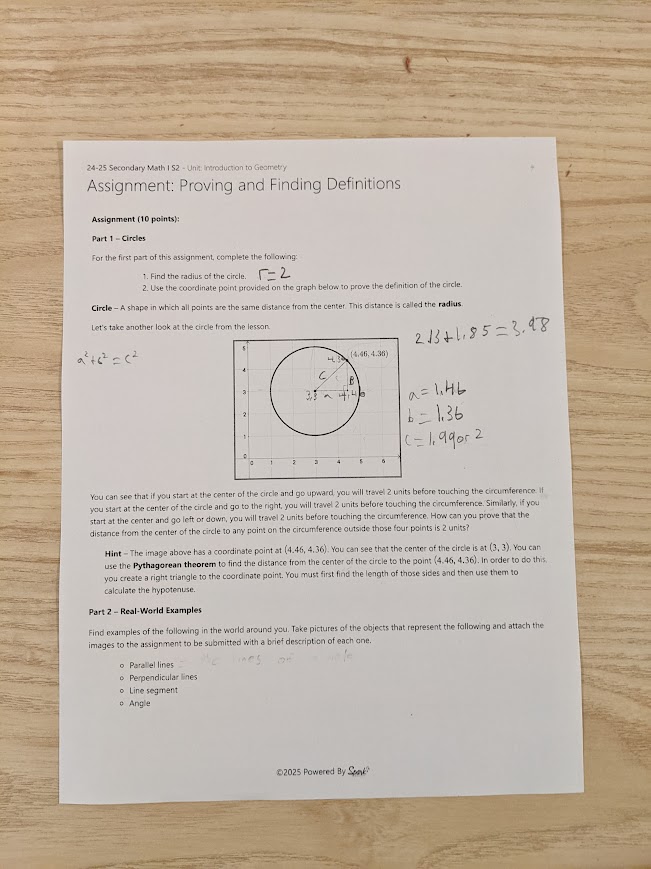 24-25 Secondary Math I S2 - Unit: Introduction to Geometry
Assignment: Proving and Finding Definitions
Assignment (10 points):
Part 1 – Circles
For the first part of this assignment, complete the following:
1. Find the radius of the circle. r=2
2. Use the coordinate point provided on the graph below to prove the definition of the circle.
Circle – A shape in which all points are the same distance from the center. This distance is called the radius.
Let's take another look at the circle from the lesson.
2.13+1.85=3.98
a²+b²=c²
5
4
3
2
1
0
0 1 2 3 4 5 6
(4.46, 4.36)
C
B
3,3 a
a=1.46
b=1.36
c=1.99 or 2
You can see that if you start at the center of the circle and go upward, you will travel 2 units before touching the circumference. If
you start at the center of the circle and go to the right, you will travel 2 units before touching the circumference. Similarly, if you
start at the center and go left or down, you will travel 2 units before touching the circumference. How can you prove that the
distance from the center of the circle to any point on the circumference outside those four points is 2 units?
Hint – The image above has a coordinate point at (4.46, 4.36). You can see that the center of the circle is at (3, 3). You can
use the Pythagorean theorem to find the distance from the center of the circle to the point (4.46, 4.36). In order to do this,
you create a right triangle to the coordinate point. You must first find the length of those sides and then use them to
calculate the hypotenuse.
Part 2 – Real-World Examples
Find examples of the following in the world around you. Take pictures of the objects that represent the following and attach the
images to the assignment to be submitted with a brief description of each one.
Parallel lines
Perpendicular lines
Line segment
Angle
©2025 Powered By